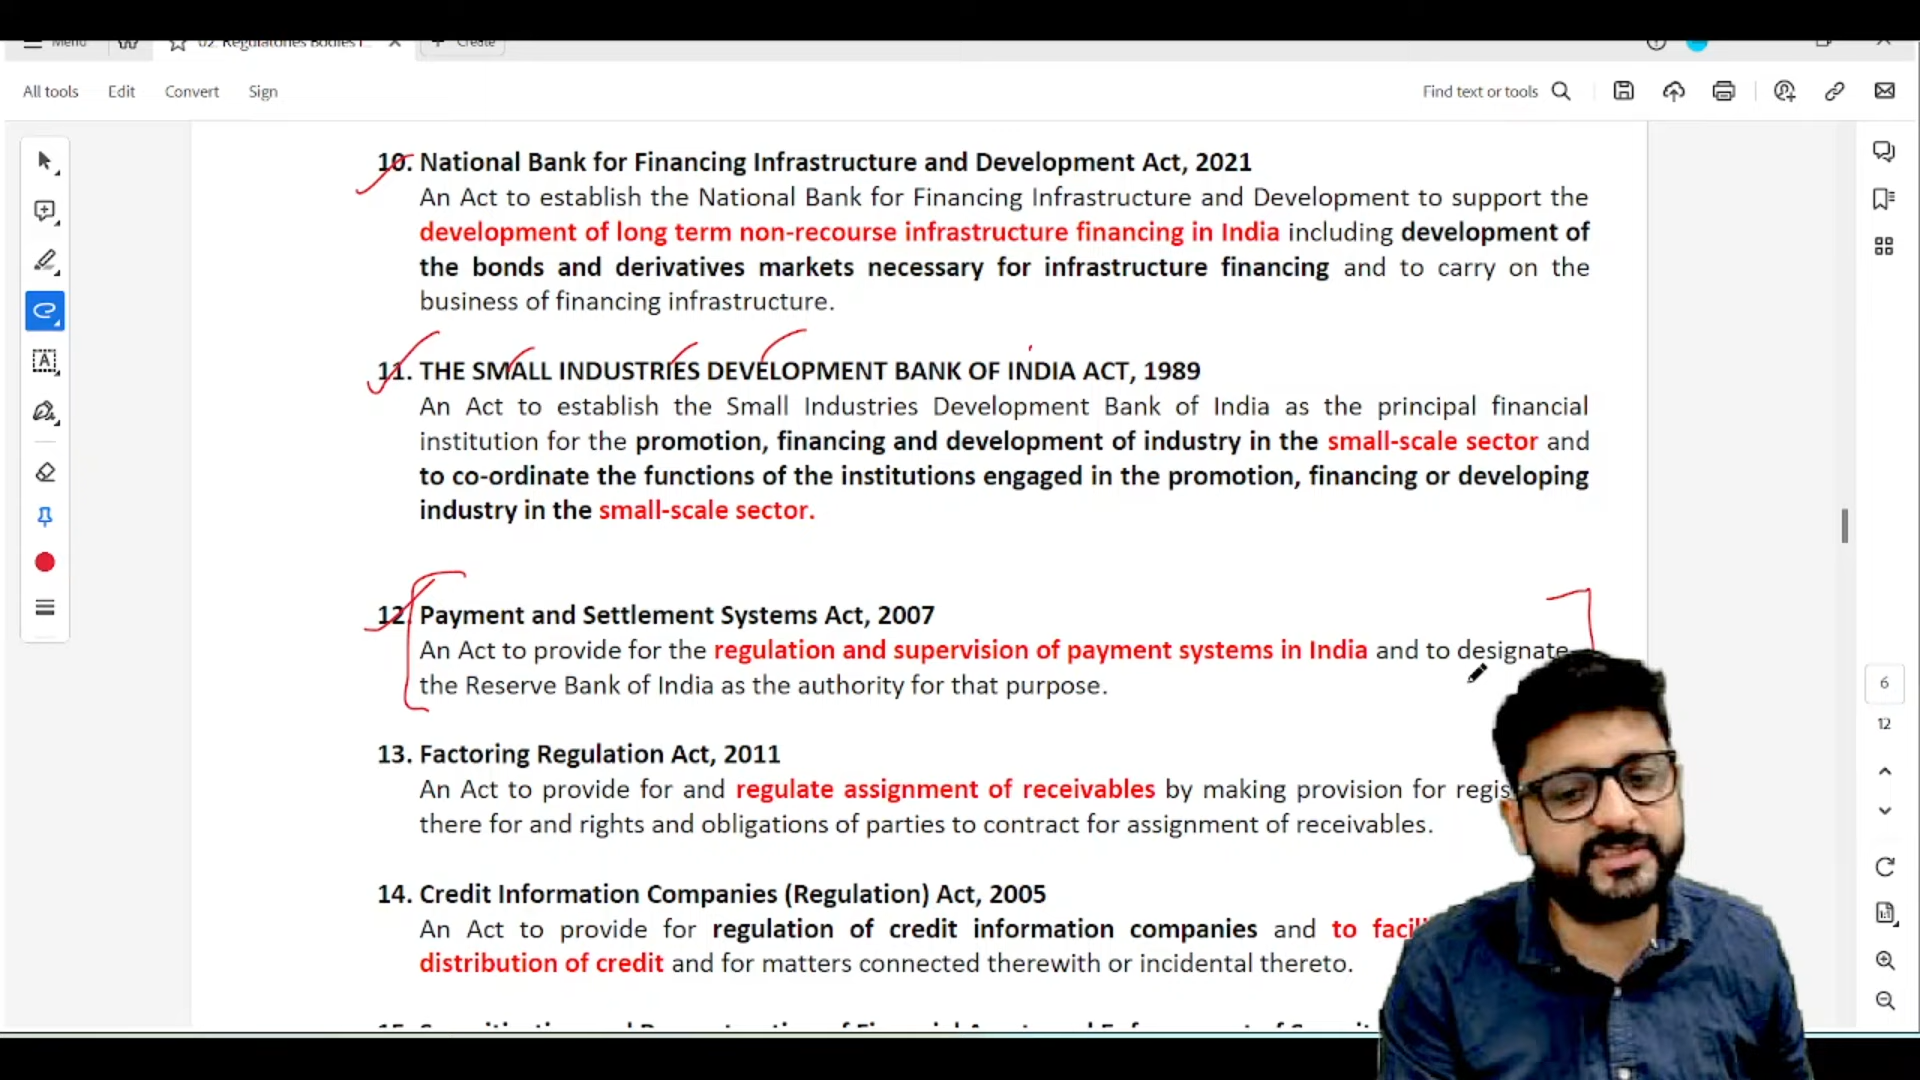 Menu
02. Regulatories Bodies I...
Create
All tools Edit Convert Sign
Find text or tools
10. National Bank for Financing Infrastructure and Development Act, 2021
An Act to establish the National Bank for Financing Infrastructure and Development to support the
development of long term non-recourse infrastructure financing in India including development of
the bonds and derivatives markets necessary for infrastructure financing and to carry on the
business of financing infrastructure.
11. THE SMALL INDUSTRIES DEVELOPMENT BANK OF INDIA ACT, 1989
An Act to establish the Small Industries Development Bank of India as the principal financial
institution for the promotion, financing and development of industry in the small-scale sector and
to co-ordinate the functions of the institutions engaged in the promotion, financing or developing
industry in the small-scale sector.
12. Payment and Settlement Systems Act, 2007
An Act to provide for the regulation and supervision of payment systems in India and to designate
the Reserve Bank of India as the authority for that purpose.
6
12
13. Factoring Regulation Act, 2011
An Act to provide for and regulate assignment of receivables by making provision for regis
there for and rights and obligations of parties to contract for assignment of receivables.
14. Credit Information Companies (Regulation) Act, 2005
An Act to provide for regulation of credit information companies and to facil
distribution of credit and for matters connected therewith or incidental thereto.